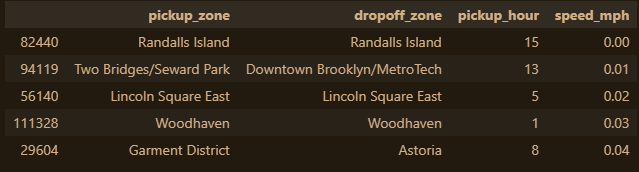 pickup_zone dropoff_zone pickup_hour speed_mph
82440 Randalls Island Randalls Island 15 0.00
94119 Two Bridges/Seward Park Downtown Brooklyn/MetroTech 13 0.01
56140 Lincoln Square East Lincoln Square East 5 0.02
111328 Woodhaven Woodhaven 1 0.03
29604 Garment District Astoria 8 0.04